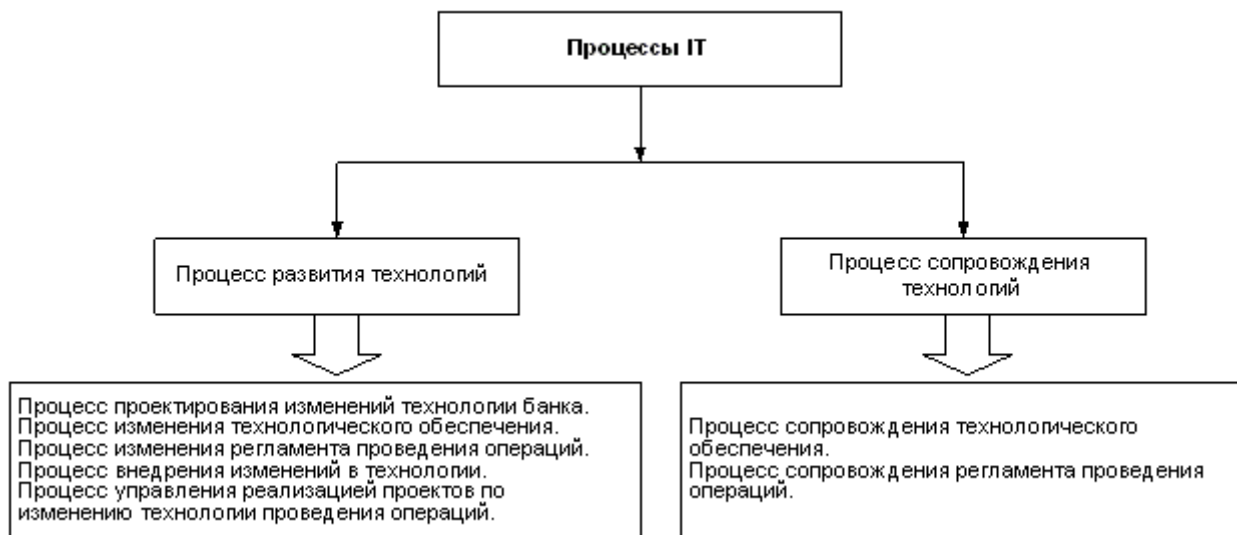 Процессы IT
Процесс развития технологий
Процесс сопровождения
технологий
Процесс проектирования изменений технологии банка.
Процесс изменения технологического обеспечения.
Процесс изменения регламента проведения операций.
Процесс внедрения изменений в технологии.
Процесс управления реализацией проектов по
изменению технологии проведения операций.
Процесс сопровождения технологического
обеспечения.
Процесс сопровождения регламента проведения
операций.